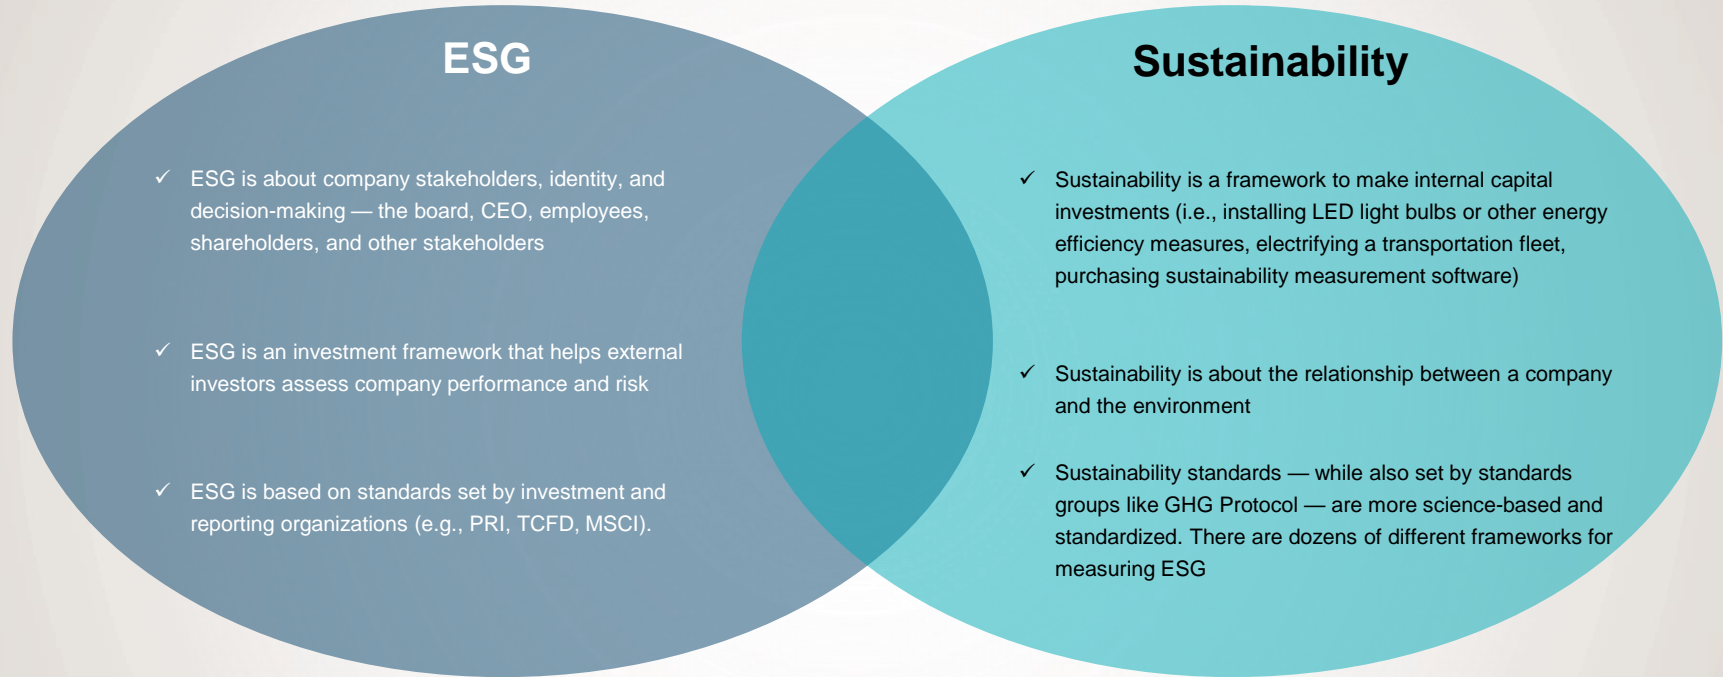 ESG
✓ ESG is about company stakeholders, identity, and
decision-making — the board, CEO, employees,
shareholders, and other stakeholders
✓ ESG is an investment framework that helps external
investors assess company performance and risk
✓ ESG is based on standards set by investment and
reporting organizations (e.g., PRI, TCFD, MSCI).
Sustainability
✓ Sustainability is a framework to make internal capital
investments (i.e., installing LED light bulbs or other energy
efficiency measures, electrifying a transportation fleet,
purchasing sustainability measurement software)
✓ Sustainability is about the relationship between a company
and the environment
✓ Sustainability standards — while also set by standards
groups like GHG Protocol — are more science-based and
standardized. There are dozens of different frameworks for
measuring ESG